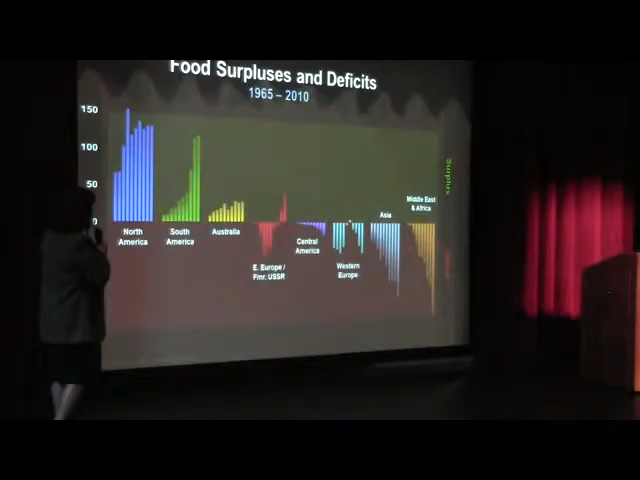 Food Surpluses and Deficits
1965 – 2010
150
100
50
0
Surplus
North
America
South
America
Australia
E. Europe /
Fmr. USSR
Central
America
Western
Europe
Asia
Middle East
& Africa